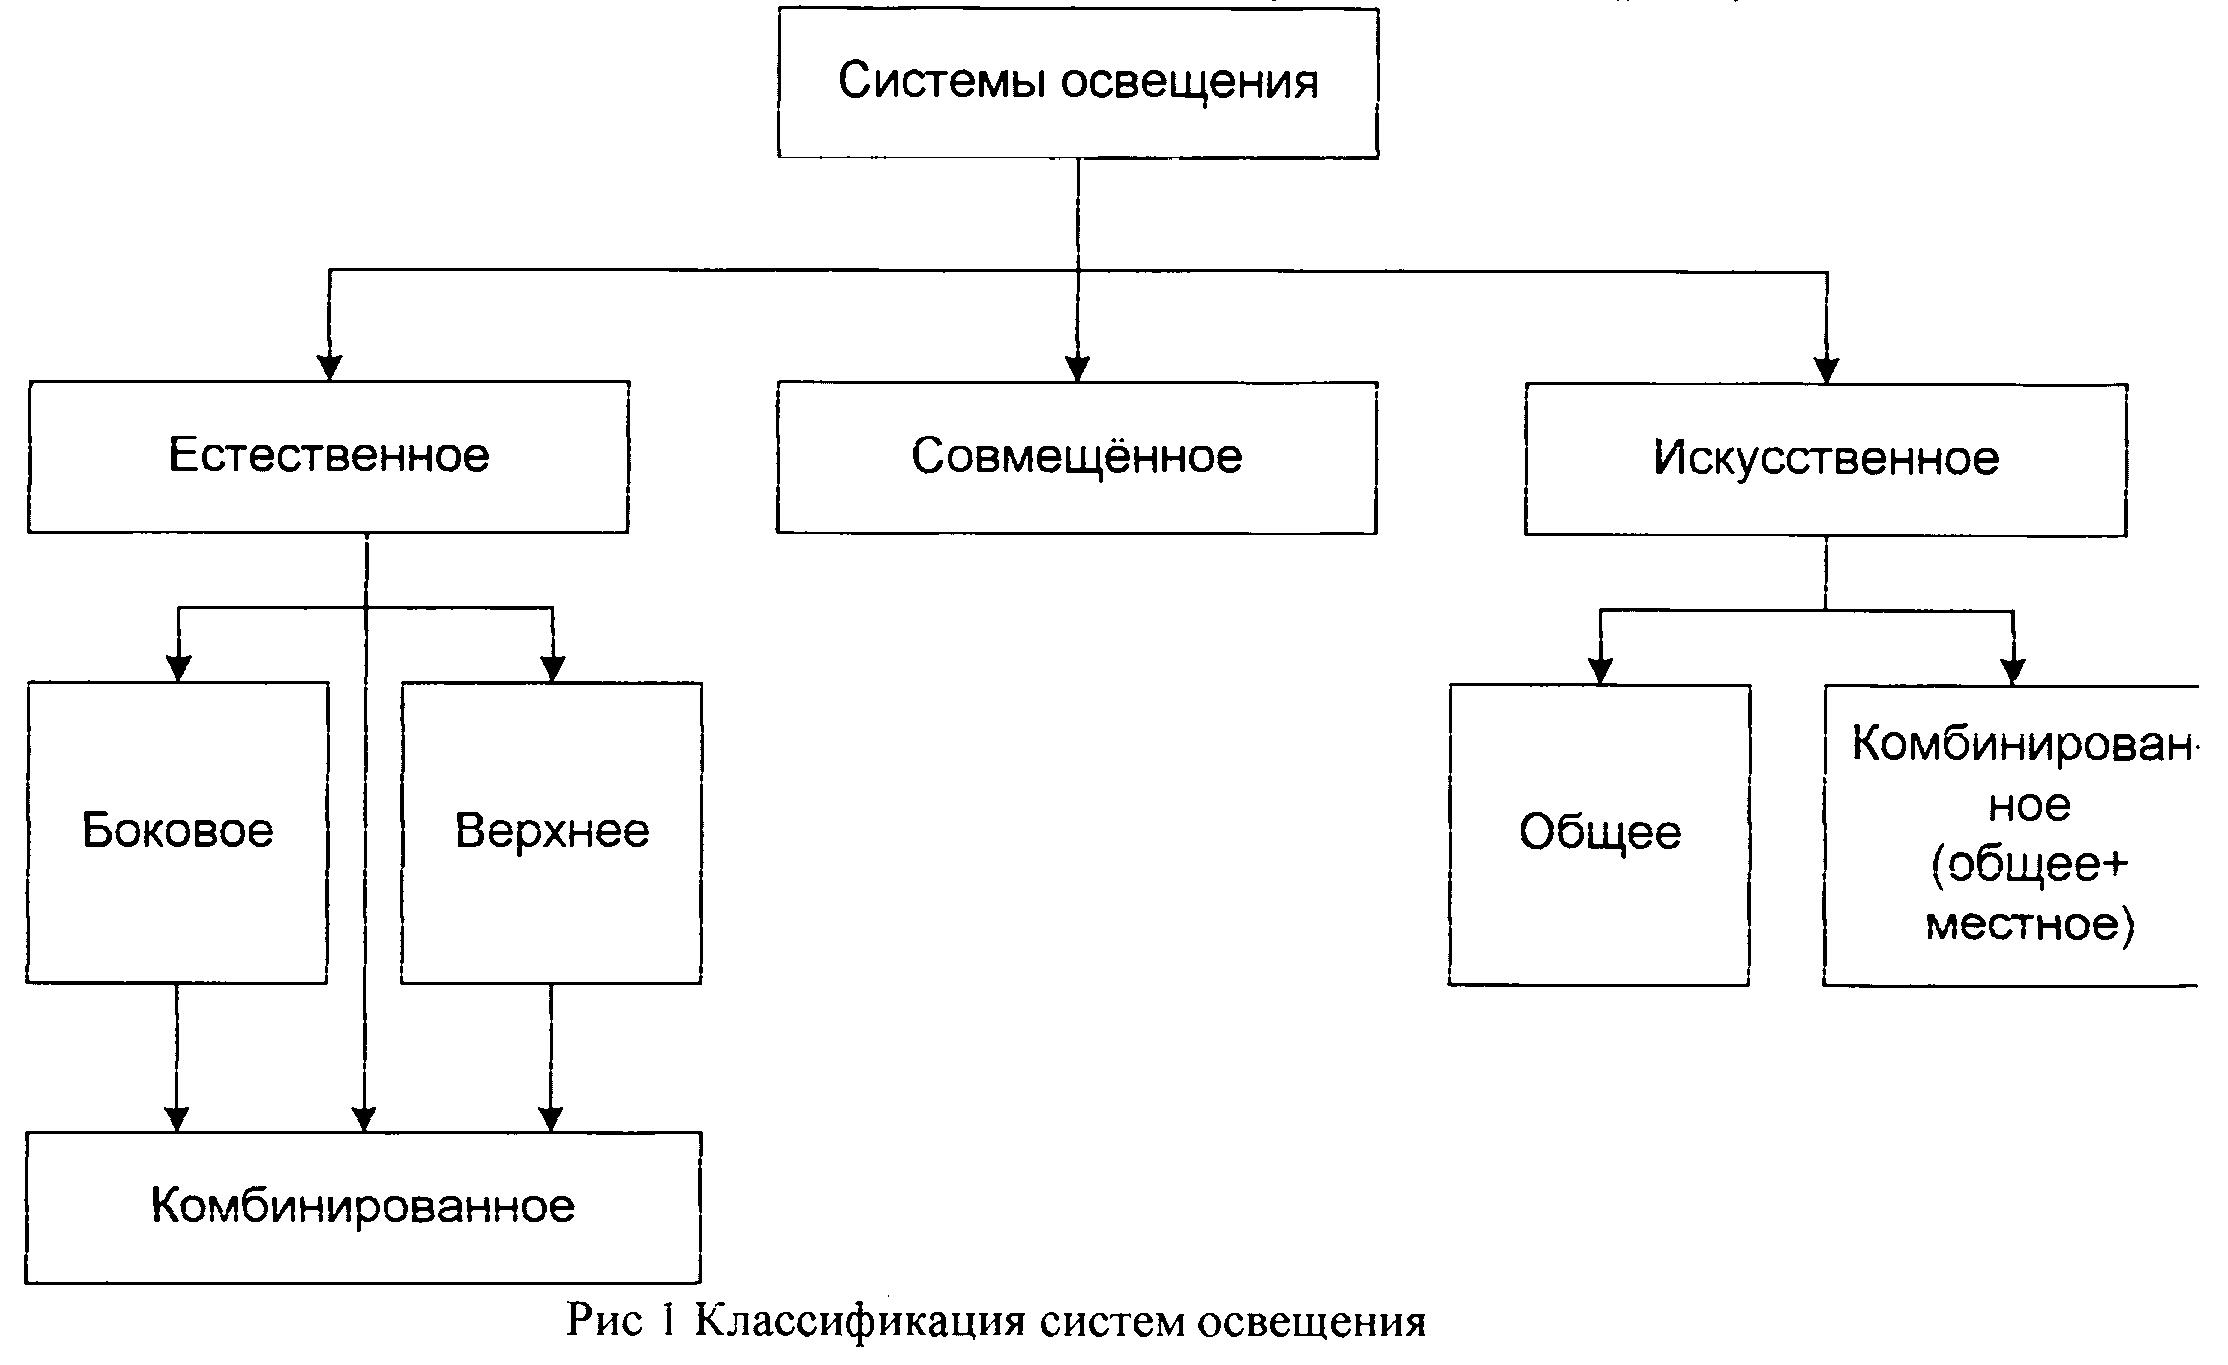 Системы освещения
Естественное
Совмещённое
Искусственное
Боковое
Верхнее
Общее
Комбинирован-
ное
(общее+
местное)
Комбинированное
Рис 1 Классификация систем освещения